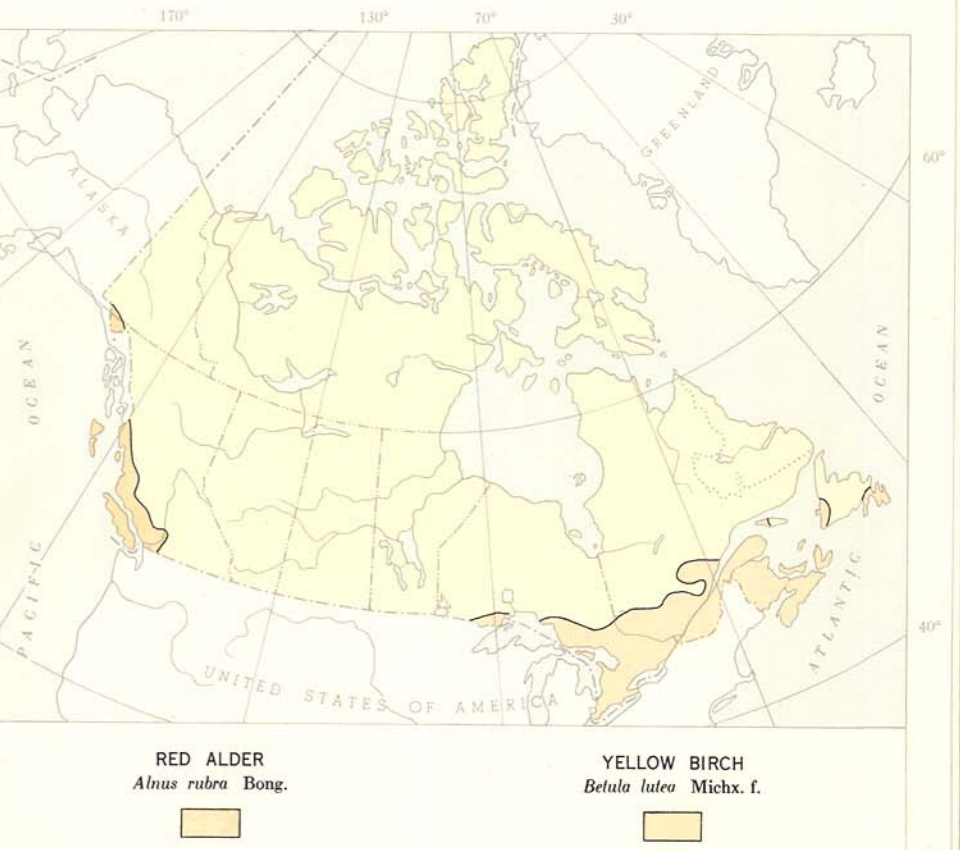 170° 130° 70° 30°
GREENLAND
60°
ALASKA
OCEAN
OCEAN
PACIFIC
ATLANTIC
40°
UNITED STATES OF AMERICA
RED ALDER
Alnus rubra Bong.
YELLOW BIRCH
Betula lutea Michx. f.